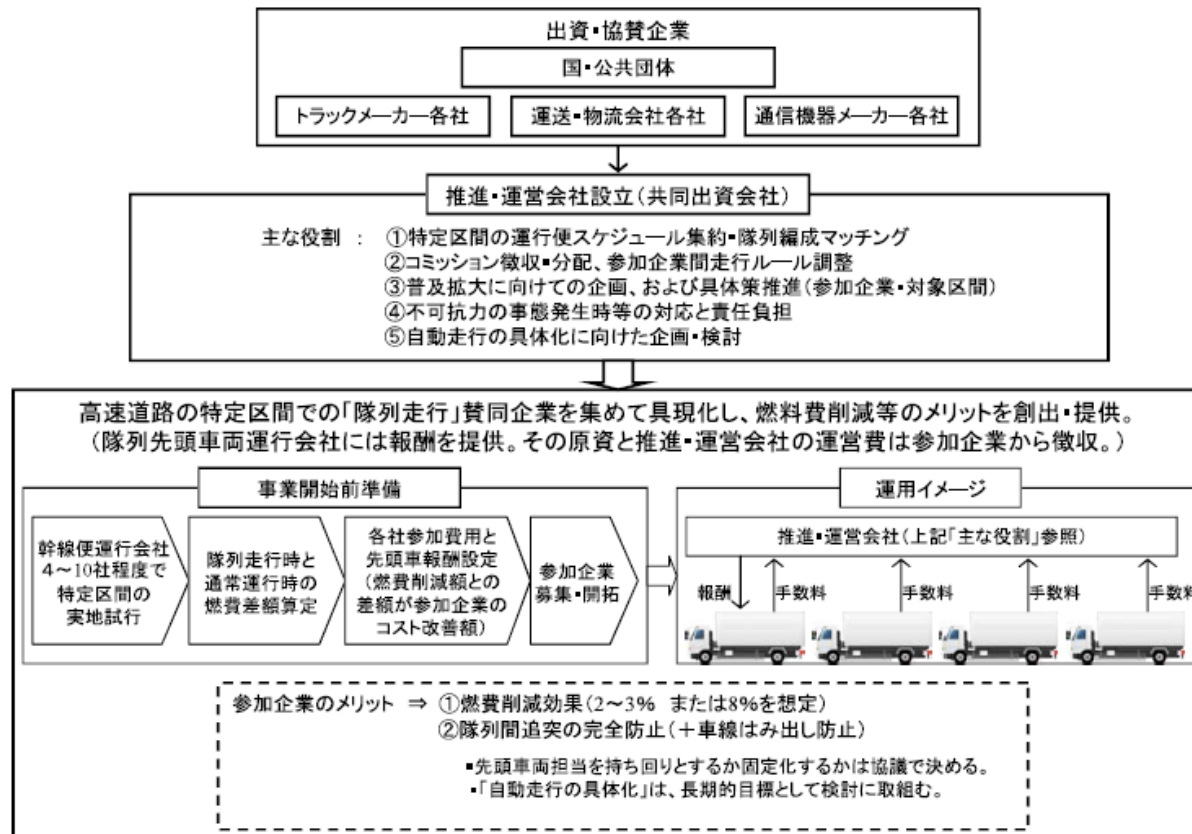 出資・協賛企業
国・公共団体
トラックメーカー各社
運送・物流会社各社
通信機器メーカー各社
推進・運営会社設立(共同出資会社)
主な役割 : ①特定区間の運行便スケジュール集約・隊列編成マッチング
②コミッション徴収・分配、参加企業間走行ルール調整
③普及拡大に向けての企画、および具体策推進(参加企業・対象区間)
④不可抗力の事態発生時等の対応と責任負担
⑤自動走行の具体化に向けた企画・検討
高速道路の特定区間での「隊列走行」賛同企業を集めて具現化し、燃料費削減等のメリットを創出・提供。
(隊列先頭車両運行会社には報酬を提供。その原資と推進・運営会社の運営費は参加企業から徴収。)
事業開始前準備
幹線便運行会社
4~10社程度で
特定区間の
実地試行
隊列走行時と
通常運行時の
燃費差額算定
各社参加費用と
先頭車報酬設定
(燃費削減額との
差額が参加企業の
コスト改善額)
参加企業
募集・開拓
運用イメージ
推進・運営会社(上記「主な役割」参照)
報酬
手数料
手数料
手数料
手数料
参加企業のメリット ⇒ ①燃費削減効果(2~3% または8%を想定)
②隊列間追突の完全防止(+車線はみ出し防止)
・先頭車両担当を持ち回りとするか固定化するかは協議で決める。
・「自動走行の具体化」は、長期的目標として検討に取組む。